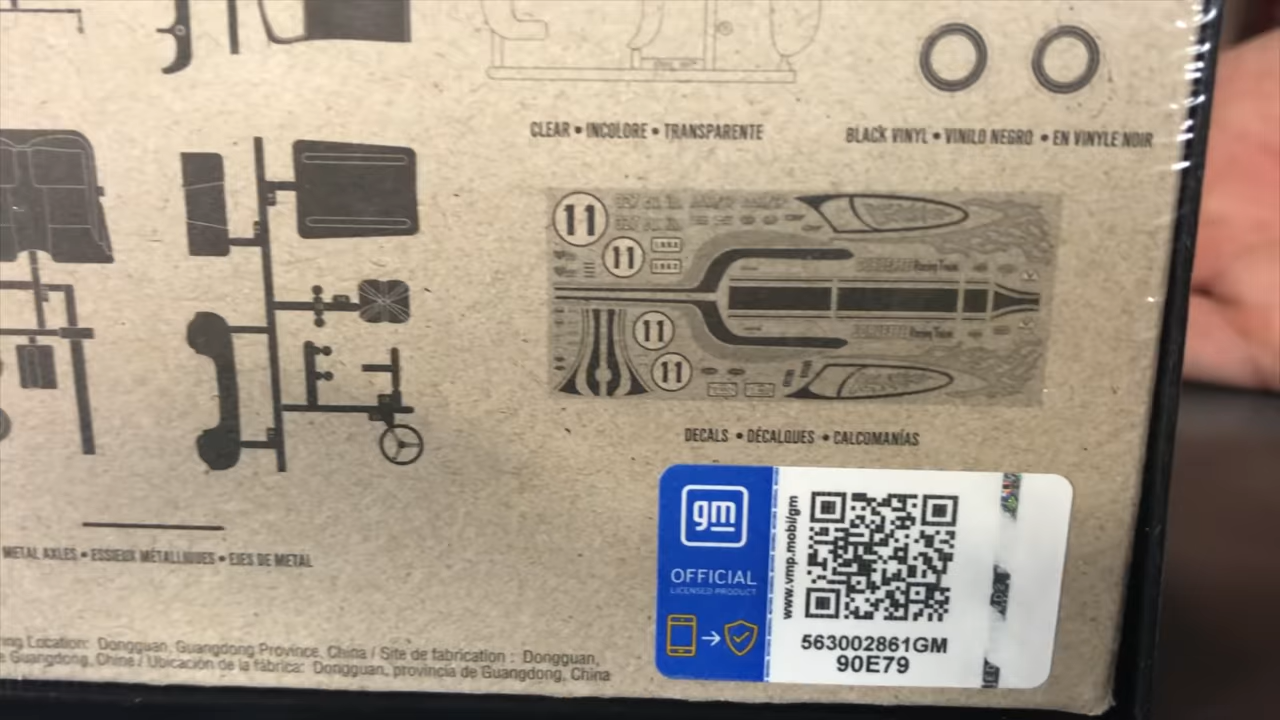 CLEAR • INCOLORE • TRANSPARENTE
BLACK VINYL • VINILO NEGRO • EN VINYLE NOIR
11
11
11
11
Racing Team
Racing Team
DECALS • DÉCALQUES • CALCOMANÍAS
METAL AXLES • ESSIEUX MÉTALLIQUES • EJES DE METAL
gm
OFFICIAL
LICENSED PRODUCT
www.vmp.mobi/gm
563002861GM
90E79
Location: Dongguan, Guangdong Province, China / Site de fabrication : Dongguan,
Guangdong, Chine / Ubicación de la fábrica: Dongguan, provincia de Guangdong, China